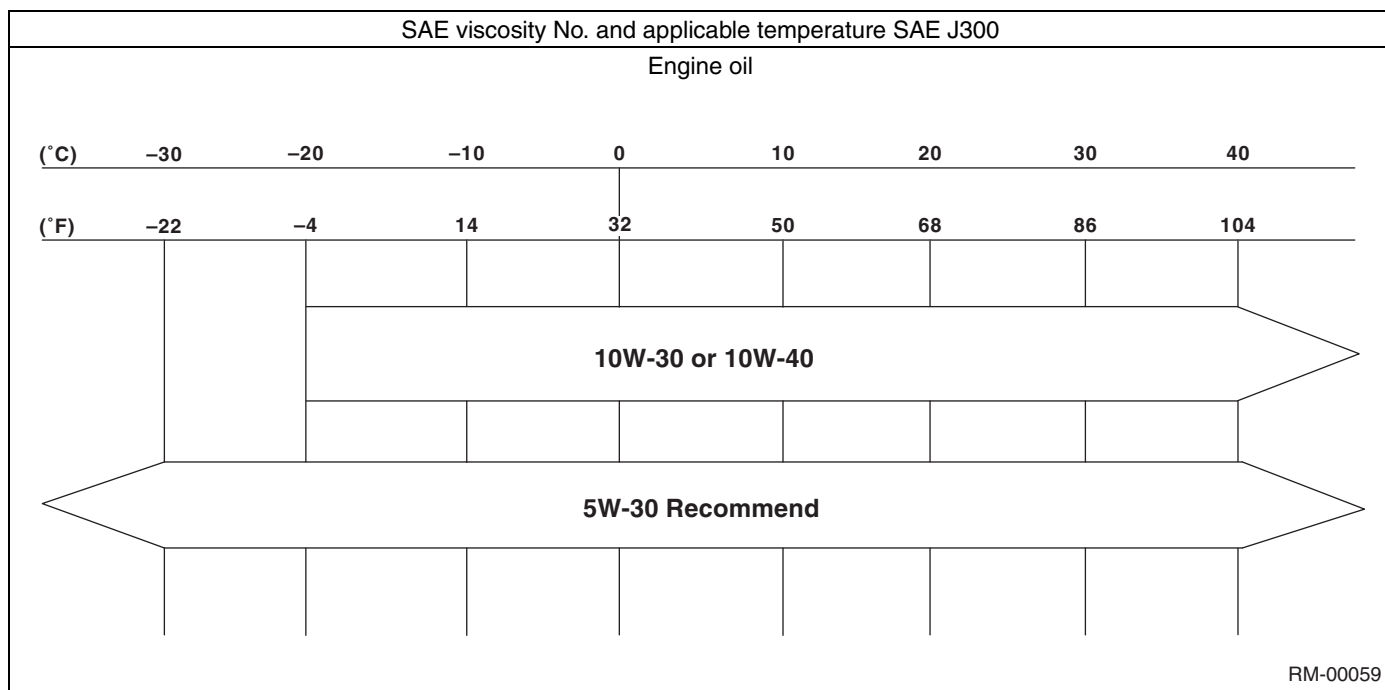 SAE viscosity No. and applicable temperature SAE J300
Engine oil
(˚C) –30 –20 –10 0 10 20 30 40
(˚F) –22 –4 14 32 50 68 86 104
10W-30 or 10W-40
5W-30 Recommend
RM-00059